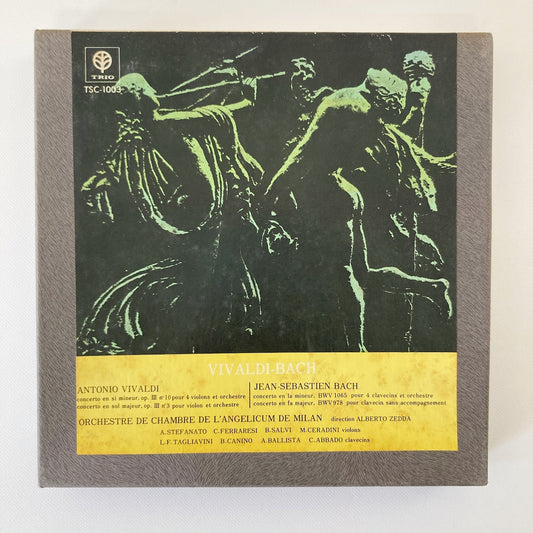 TRIO
TSC-1003
VIVALDI-BACH
ANTONIO VIVALDI
concerto en si mineur, op. III nº 10 pour 4 violons et orchestre
concerto en sol majeur, op. III nº 3 pour violon et orchestre
JEAN-SEBASTIEN BACH
concerto en la mineur, BWV 1065 pour 4 clavecins et orchestre
concerto en fa majeur, BWV 978 pour clavecin sans accompagnement
ORCHESTRE DE CHAMBRE DE L'ANGELICUM DE MILAN direction ALBERTO ZEDDA
A.STEFANATO C.FERRARESI B.SALVI M.CERADINI violons
L.F.TAGLIAVINI B.CANINO A.BALLISTA C.ABBADO clavecins